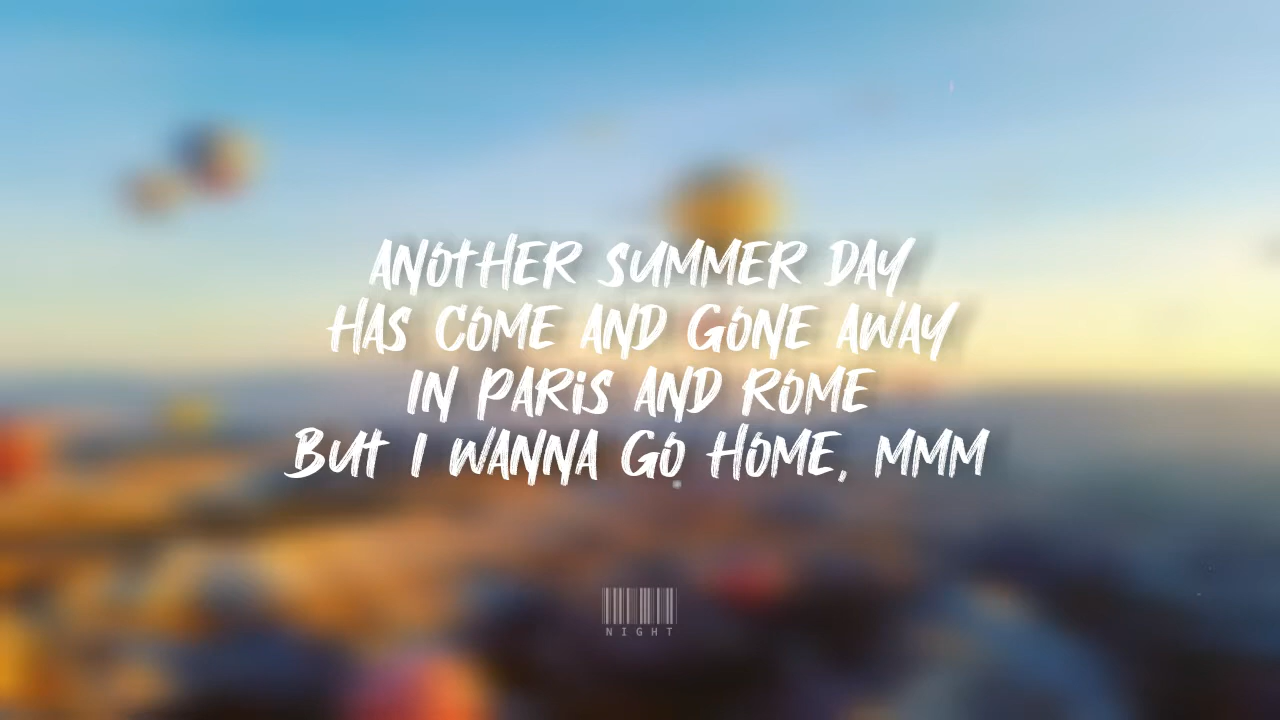 ANOTHER SUMMER DAY
HAS COME AND GONE AWAY
IN PARIS AND ROME
BUT I WANNA GO HOME, MMM
NIGHT